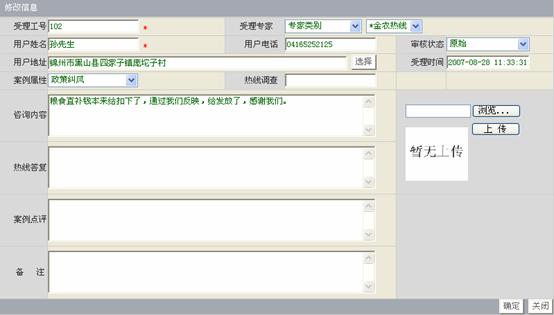 修改信息
受理工号 102 * 受理专家 专家类别 *金农热线
用户姓名 孙先生 * 用户电话 04165252125 审核状态 原始
用户地址 锦州市黑山县四家子镇庞坨子村 选择 受理时间 2007-08-28 11:33:31
案例属性 政策纠风 热线调查
咨询内容 粮食直补钱本来给扣下了，通过我们反映，给发放了，感谢我们。
浏览...
上 传
暂无上传
热线答复
案例点评
备 注
确定 关闭